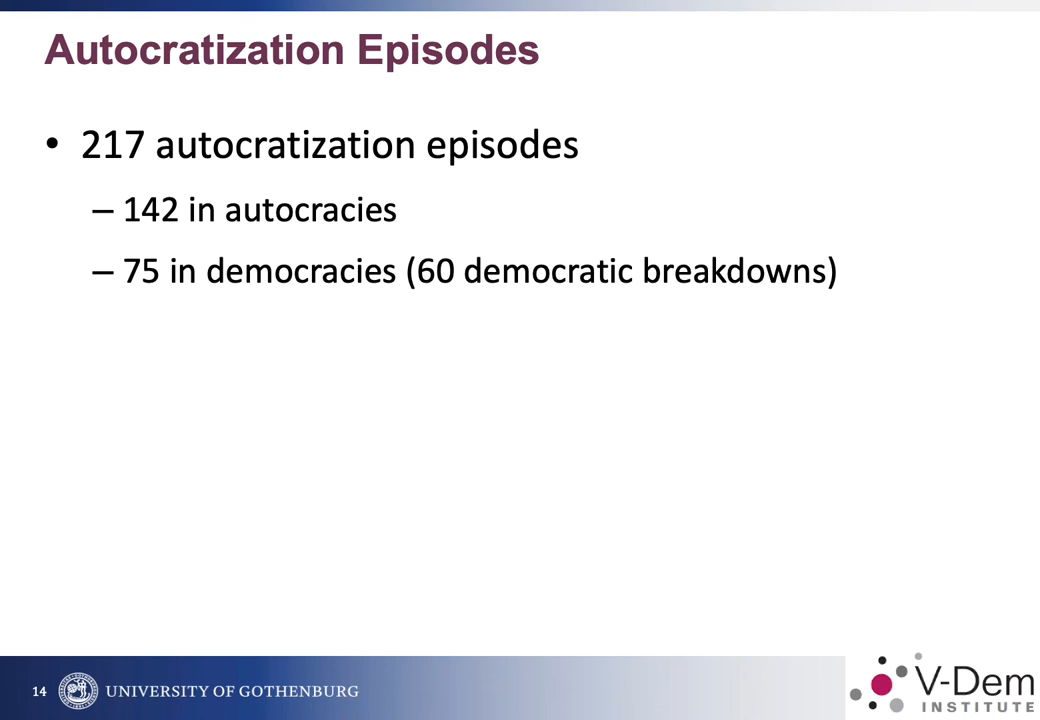 Autocratization Episodes
• 217 autocratization episodes
– 142 in autocracies
– 75 in democracies (60 democratic breakdowns)
14
UNIVERSITY OF GOTHENBURG
V-Dem
INSTITUTE